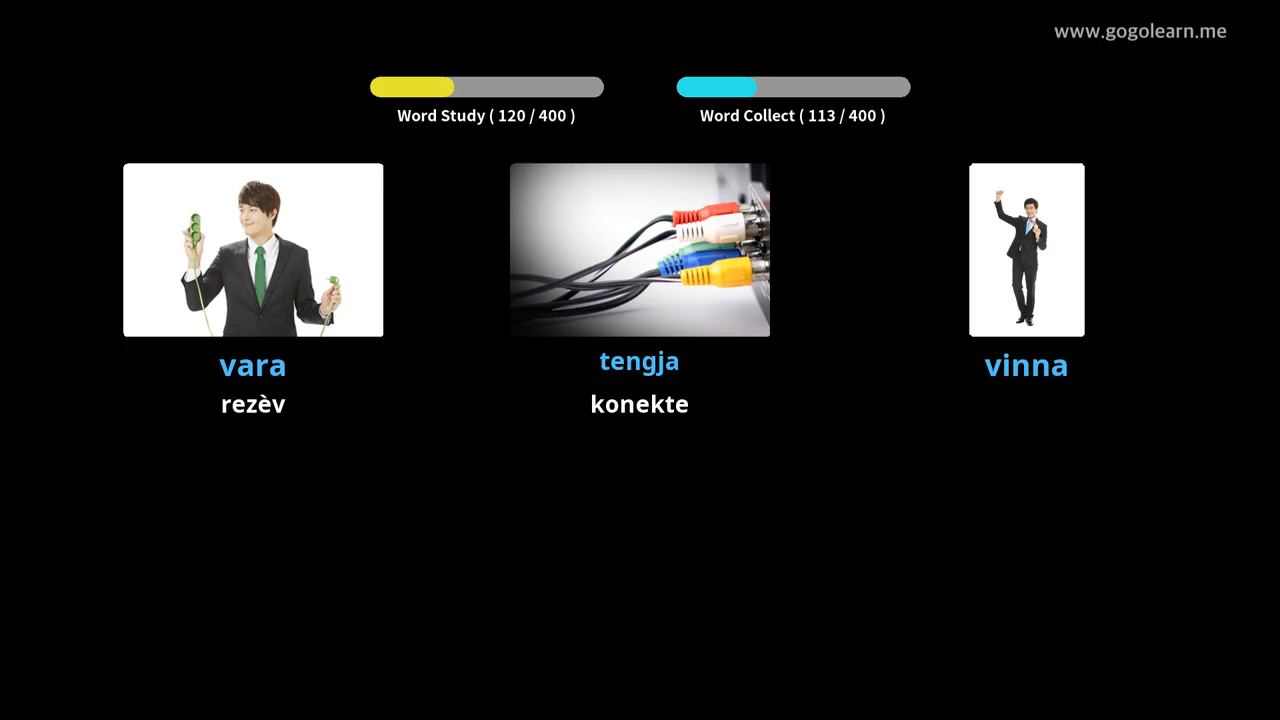 www.gogolearn.me
Word Study ( 120 / 400 )
Word Collect ( 113 / 400 )
vara
tengja
vinna
rezèv
konekte